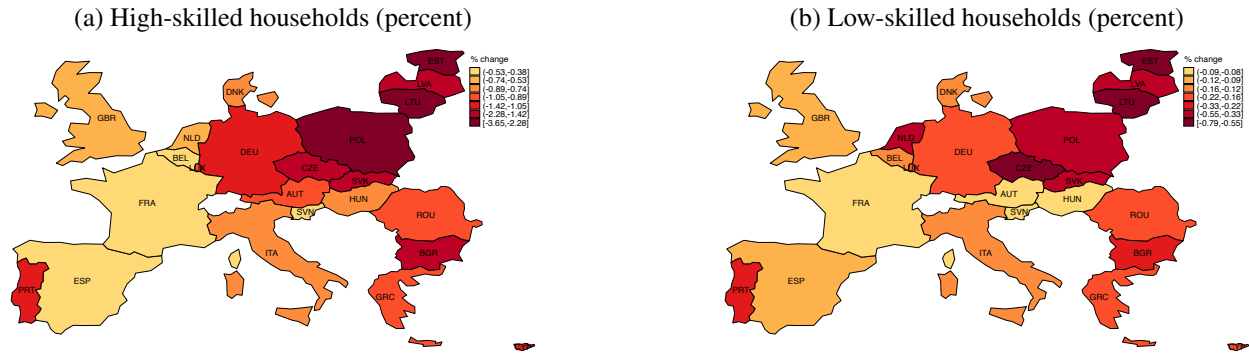 (a) High-skilled households (percent)
% change
(-0.53,-0.38]
(-0.74,-0.53]
(-0.89,-0.74]
(-1.05,-0.89]
(-1.42,-1.05]
(-2.28,-1.42]
[-3.65,-2.28]
EST
LVA
LTU
DNK
GBR
NLD
POL
BEL
DEU
LUX
CZE
SVK
FRA
AUT
HUN
SVN
ROU
ITA
BGR
ESP
PRT
GRC
(b) Low-skilled households (percent)
% change
(-0.09,-0.08]
(-0.12,-0.09]
(-0.16,-0.12]
(-0.22,-0.16]
(-0.33,-0.22]
(-0.55,-0.33]
[-0.79,-0.55]
EST
LVA
LTU
DNK
GBR
NLD
POL
BEL
DEU
LUX
CZE
SVK
FRA
AUT
HUN
SVN
ROU
ITA
BGR
ESP
PRT
GRC